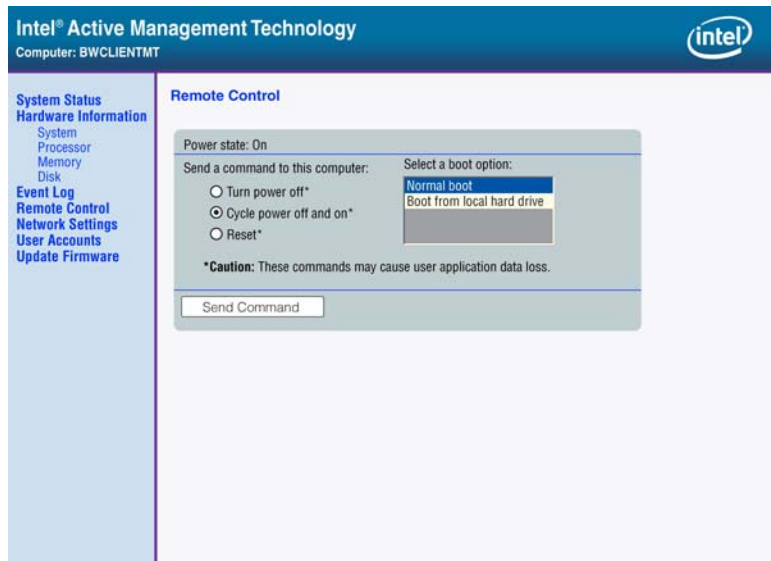 Intel® Active Management Technology
Computer: BWCLIENTMT
intel
System Status
Hardware Information
System
Processor
Memory
Disk
Event Log
Remote Control
Network Settings
User Accounts
Update Firmware
Remote Control
Power state: On
Send a command to this computer:
Turn power off*
Cycle power off and on*
Reset*
Select a boot option:
Normal boot
Boot from local hard drive
*Caution: These commands may cause user application data loss.
Send Command